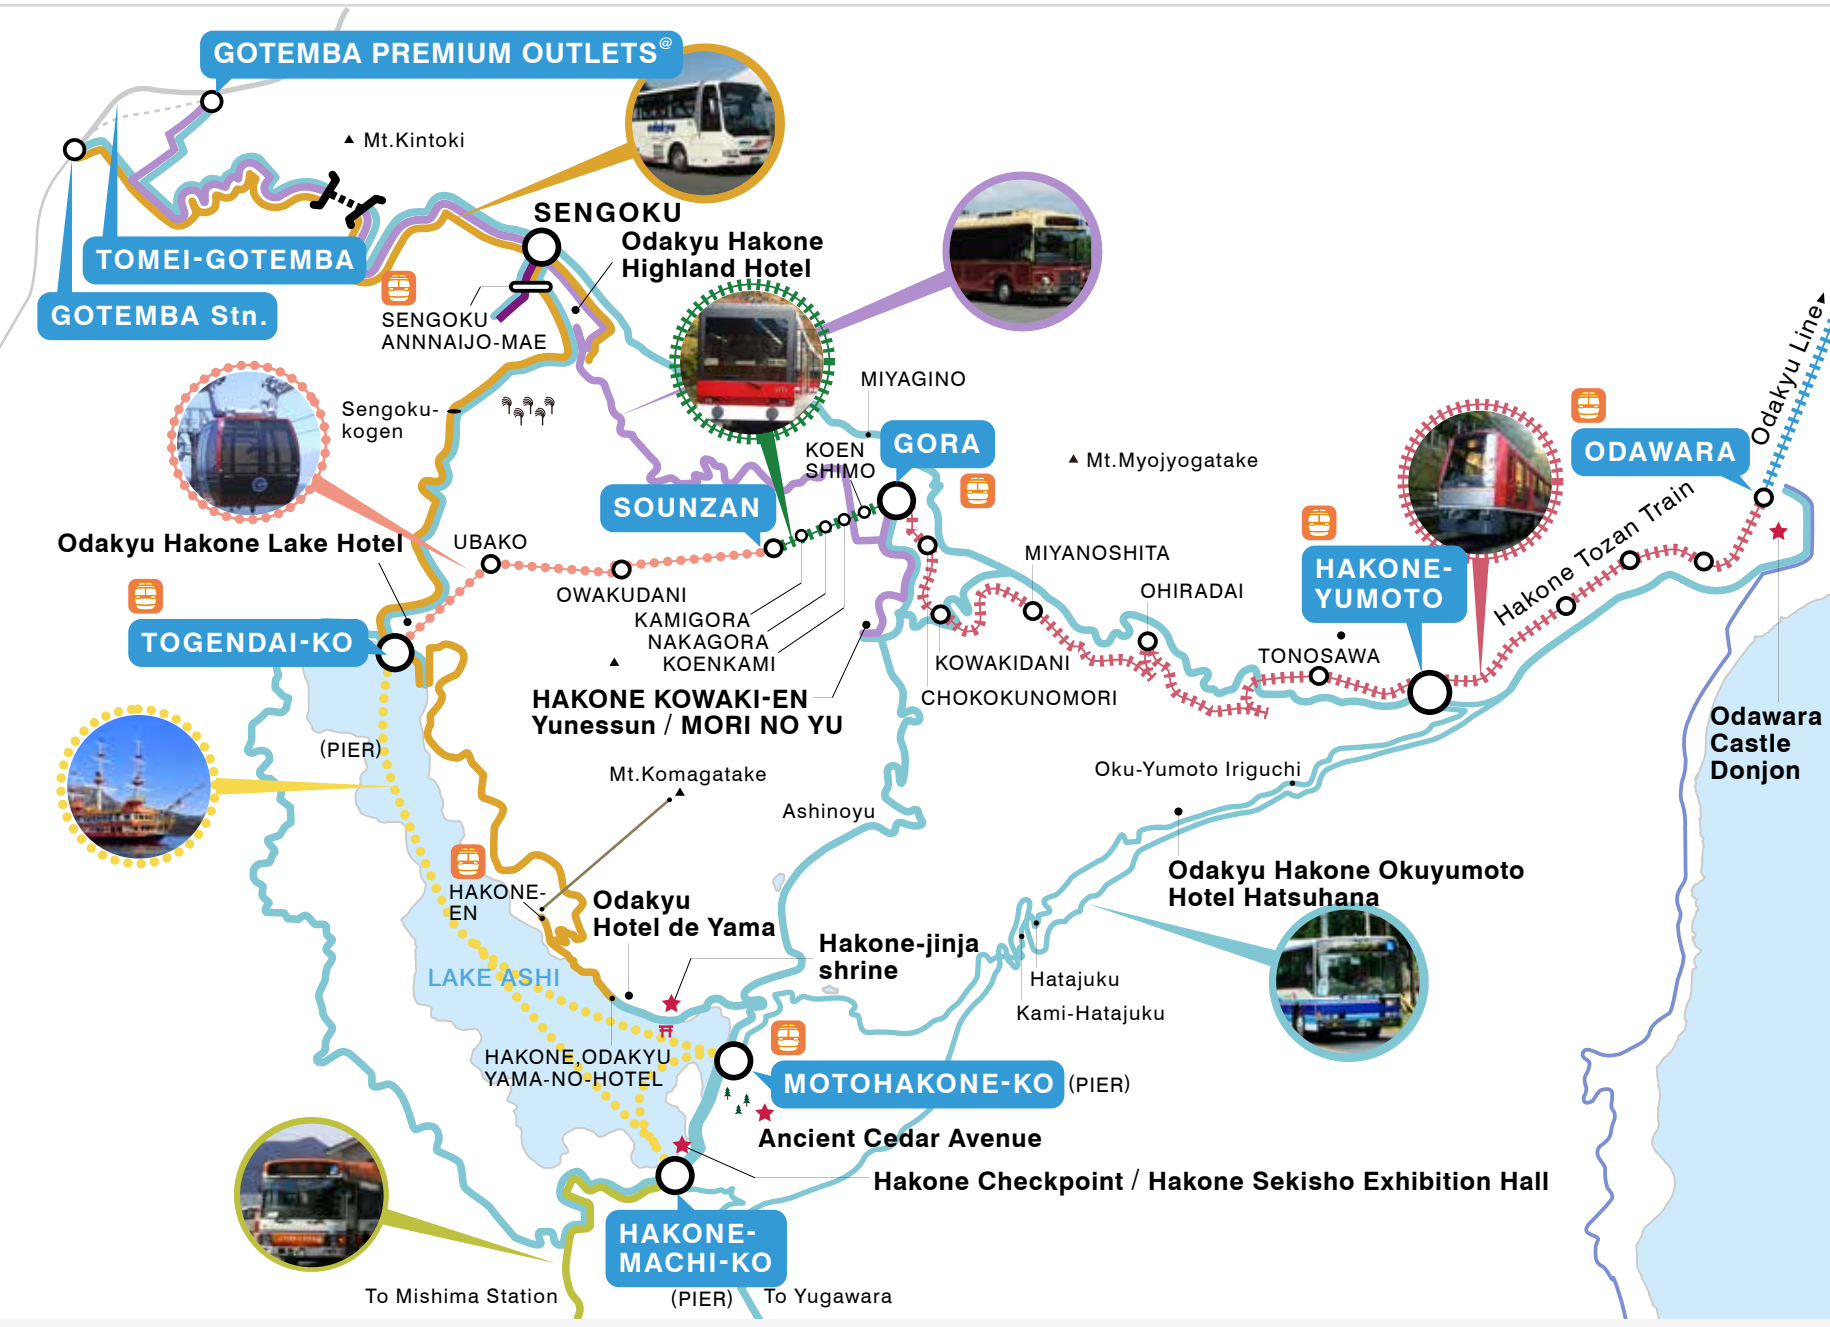 GOTEMBA PREMIUM OUTLETS@
Mt.Kintoki
TOMEI-GOTEMBA
GOTEMBA Stn.
SENGOKU
Odakyu Hakone
Highland Hotel
SENGOKU
ANNNAIJO-MAE
Sengoku-
kogen
MIYAGINO
KOEN
SHIMO
GORA
Mt.Myojyogatake
Odakyu Line
ODAWARA
Hakone Tozan Train
SOUNZAN
Odakyu Hakone Lake Hotel
UBAKO
OWAKUDANI
KAMIGORA
NAKAGORA
KOENKAMI
MIYANOSHITA
OHIRADAI
HAKONE-
YUMOTO
TONOSAWA
TOGENDAI-KO
KOWAKIDANI
CHOKOKUNOMORI
HAKONE KOWAKI-EN
Yunessun / MORI NO YU
Odawara
Castle
Donjon
(PIER)
Mt.Komagatake
Ashinoyu
Oku-Yumoto Iriguchi
HAKONE-
EN
Odakyu
Hotel de Yama
Odakyu Hakone Okuyumoto
Hotel Hatsuhana
Hakone-jinja
shrine
LAKE ASHI
Hatajuku
Kami-Hatajuku
HAKONE,ODAKYU
YAMA-NO-HOTEL
MOTOHAKONE-KO (PIER)
Ancient Cedar Avenue
Hakone Checkpoint / Hakone Sekisho Exhibition Hall
HAKONE-
MACHI-KO
(PIER)
To Mishima Station
To Yugawara